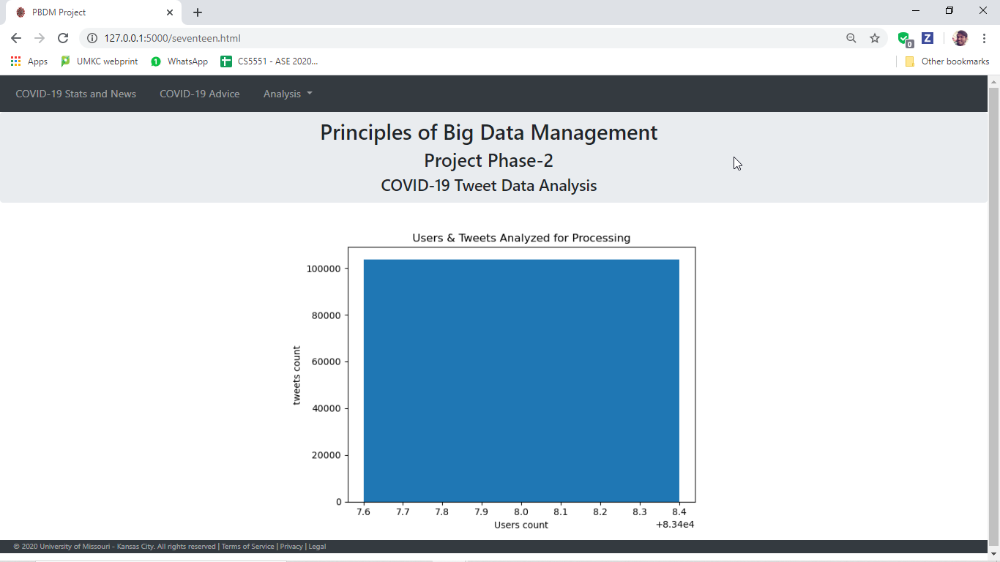 PBDM Project
127.0.0.1:5000/seventeen.html
0
Z
Apps UMKC webprint 1 WhatsApp CS5551 - ASE 2020... Other bookmarks
COVID-19 Stats and News COVID-19 Advice Analysis
Principles of Big Data Management
Project Phase-2
COVID-19 Tweet Data Analysis
Users & Tweets Analyzed for Processing
100000
80000
60000
40000
20000
0
tweets count
7.6 7.7 7.8 7.9 8.0 8.1 8.2 8.3 8.4
Users count +8.34e4
© 2020 University of Missouri - Kansas City. All rights reserved | Terms of Service | Privacy | Legal